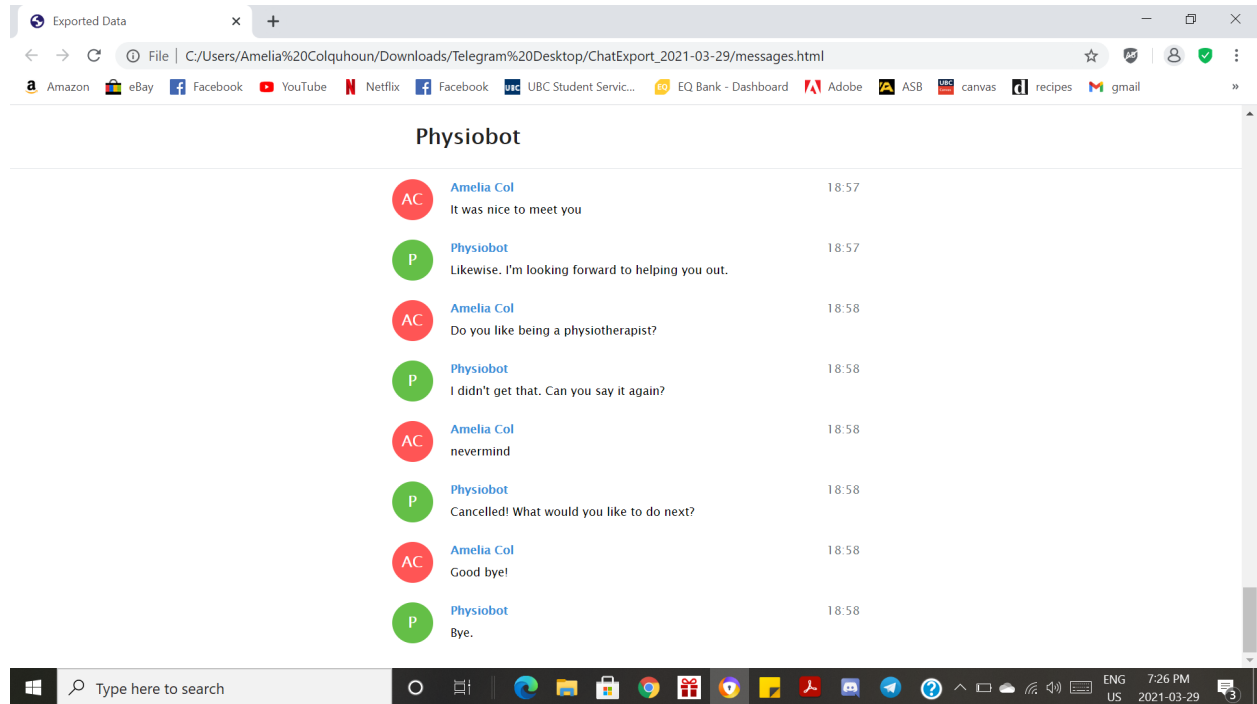 Exported Data
File | C:/Users/Amelia%20Colquhoun/Downloads/Telegram%20Desktop/ChatExport_2021-03-29/messages.html
a Amazon eBay Facebook YouTube N Netflix Facebook UBC UBC Student Servic... EQ EQ Bank - Dashboard Adobe ASB UBC canvas d recipes M gmail »
Physiobot
AC Amelia Col 18:57
It was nice to meet you
P Physiobot 18:57
Likewise. I'm looking forward to helping you out.
AC Amelia Col 18:58
Do you like being a physiotherapist?
P Physiobot 18:58
I didn't get that. Can you say it again?
AC Amelia Col 18:58
nevermind
P Physiobot 18:58
Cancelled! What would you like to do next?
AC Amelia Col 18:58
Good bye!
P Physiobot 18:58
Bye.
Type here to search ENG 7:26 PM
US 2021-03-29 3